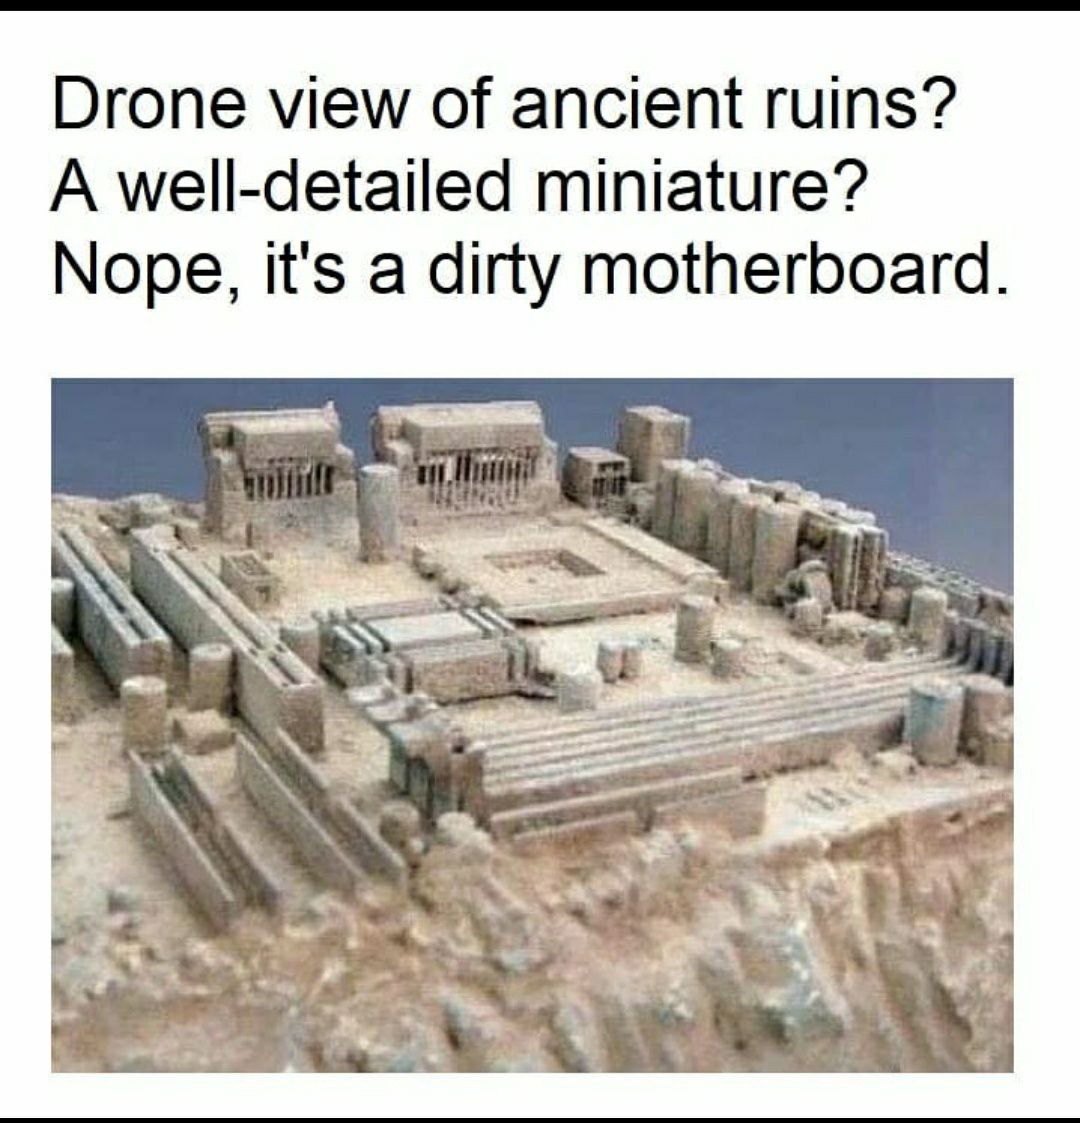 Drone view of ancient ruins?
A well-detailed miniature?
Nope, it's a dirty motherboard.